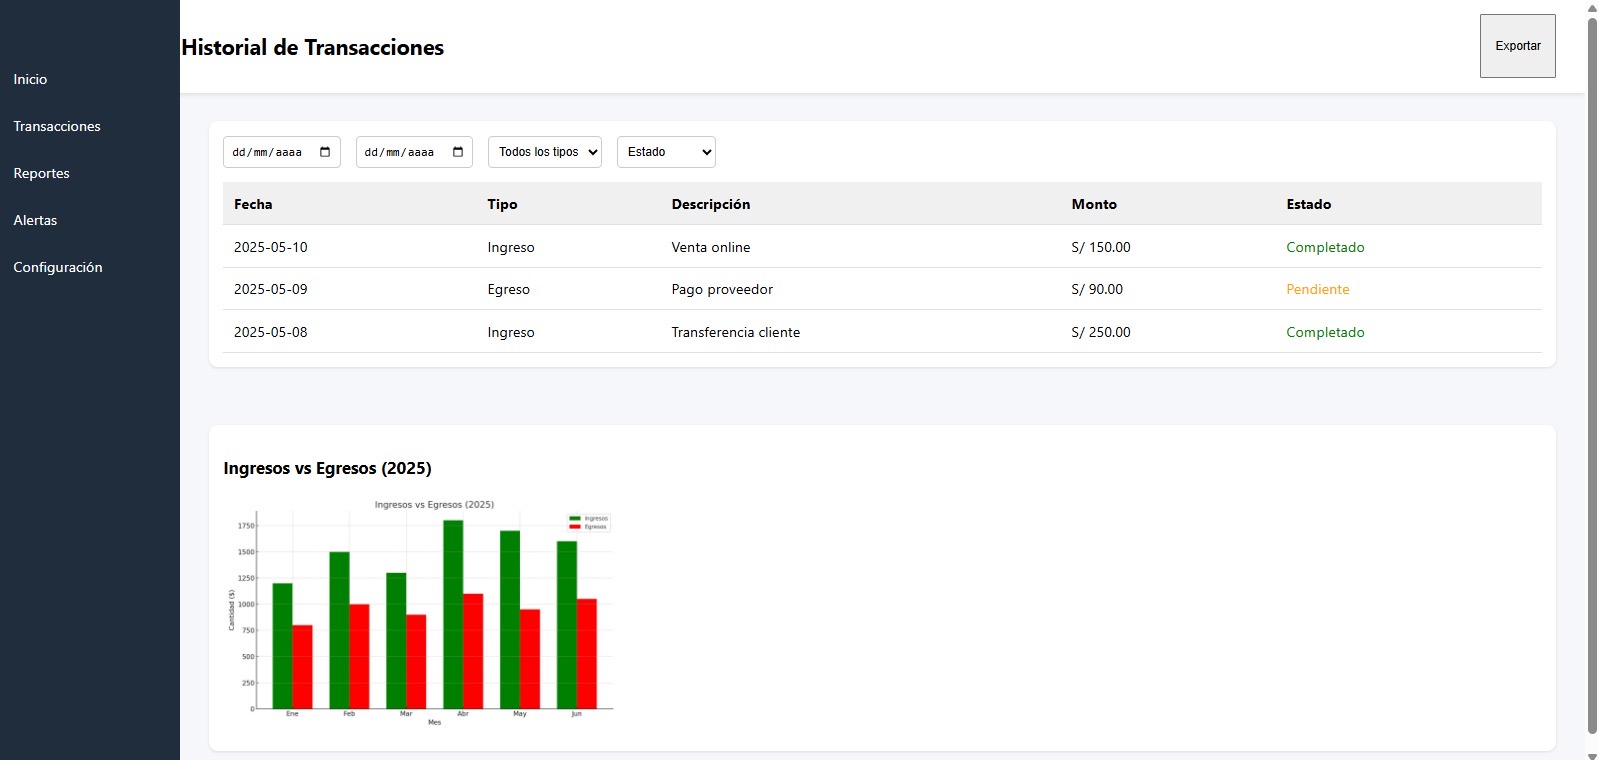 Inicio
Transacciones
Reportes
Alertas
Configuración
Historial de Transacciones
Exportar
dd/mm/aaaa dd/mm/aaaa Todos los tipos Estado
Fecha Tipo Descripción Monto Estado
2025-05-10 Ingreso Venta online S/ 150.00 Completado
2025-05-09 Egreso Pago proveedor S/ 90.00 Pendiente
2025-05-08 Ingreso Transferencia cliente S/ 250.00 Completado
Ingresos vs Egresos (2025)
Ingresos vs Egresos (2025)
Ingresos
Egresos
Cantidad ($)
1750
1500
1250
1000
750
500
250
0
Ene Feb Mar Abr May Jun
Mes